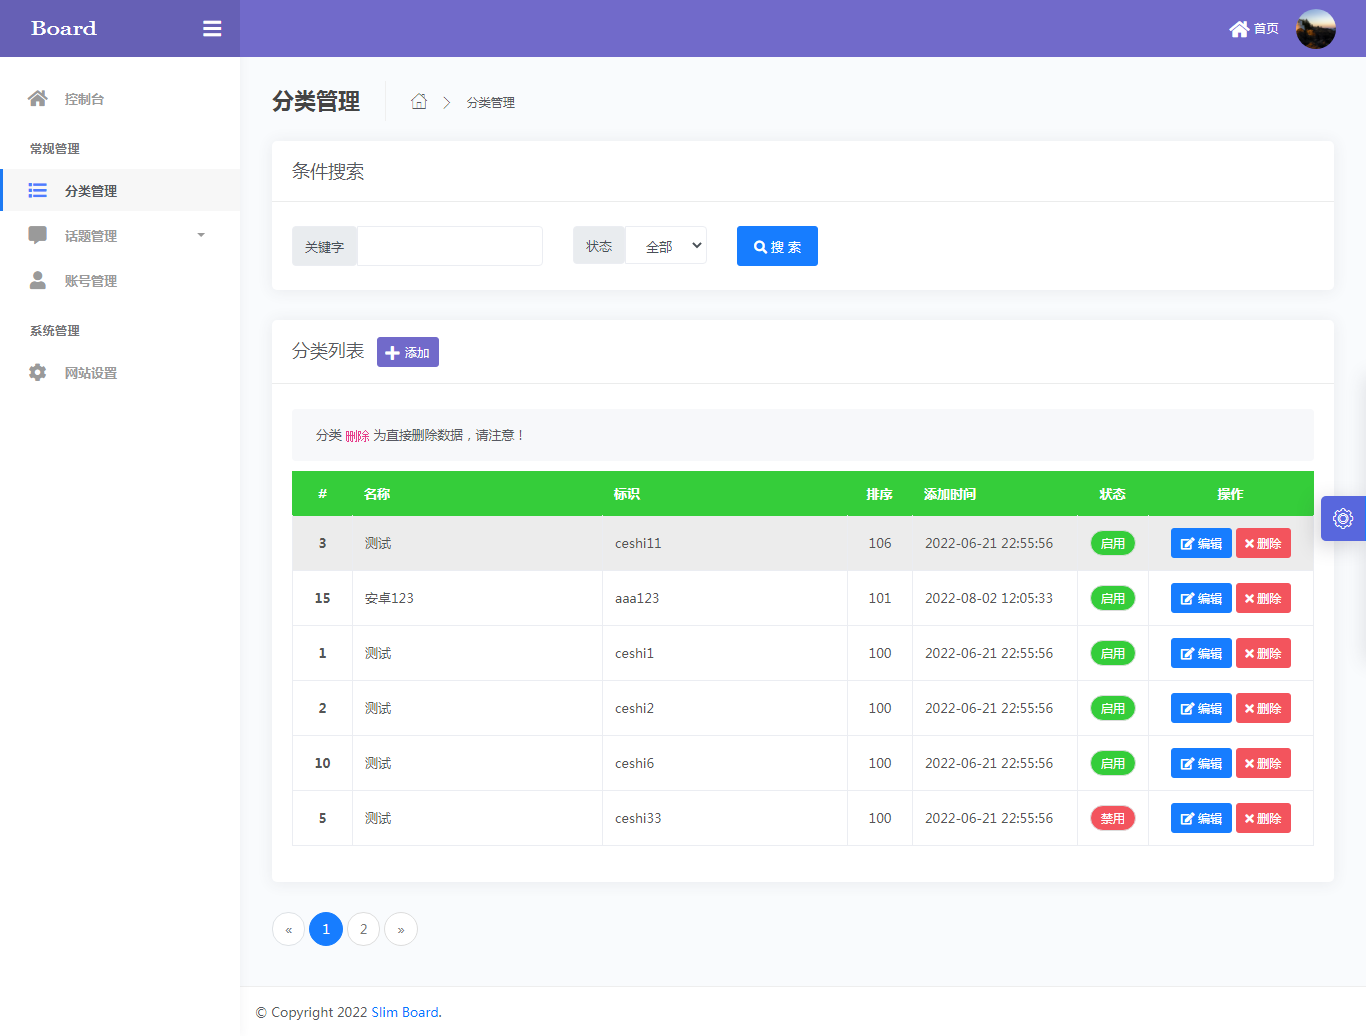 Board
首页
控制台
常规管理
分类管理
话题管理
账号管理
系统管理
网站设置
分类管理
分类管理
条件搜索
关键字
状态 全部
搜 索
分类列表 添加
分类 删除 为直接删除数据，请注意！
# 名称 标识 排序 添加时间 状态 操作
3 测试 ceshi11 106 2022-06-21 22:55:56 启用 编辑 删除
15 安卓123 aaa123 101 2022-08-02 12:05:33 启用 编辑 删除
1 测试 ceshi1 100 2022-06-21 22:55:56 启用 编辑 删除
2 测试 ceshi2 100 2022-06-21 22:55:56 启用 编辑 删除
10 测试 ceshi6 100 2022-06-21 22:55:56 启用 编辑 删除
5 测试 ceshi33 100 2022-06-21 22:55:56 禁用 编辑 删除
« 1 2 »
© Copyright 2022 Slim Board.